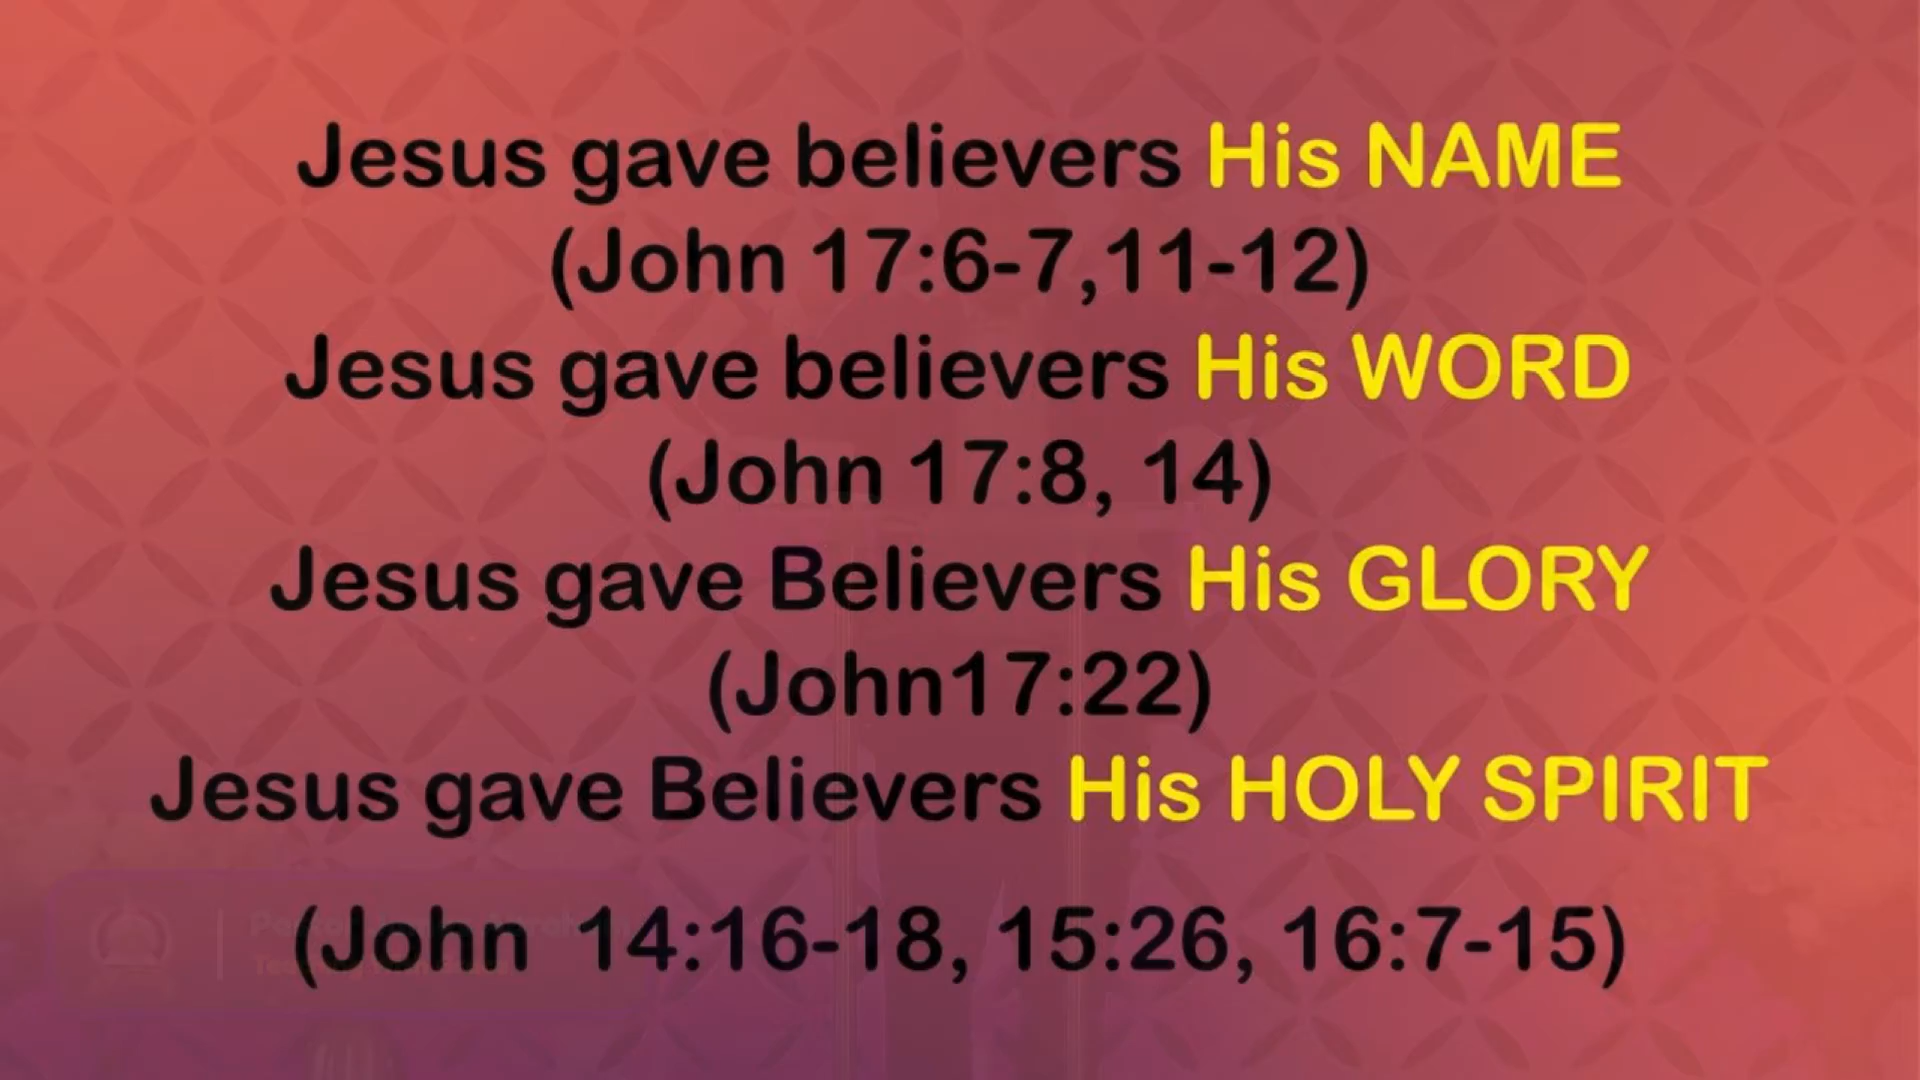 Jesus gave believers His NAME
(John 17:6-7,11-12)
Jesus gave believers His WORD
(John 17:8, 14)
Jesus gave Believers His GLORY
(John17:22)
Jesus gave Believers His HOLY SPIRIT
(John  14:16-18, 15:26, 16:7-15)